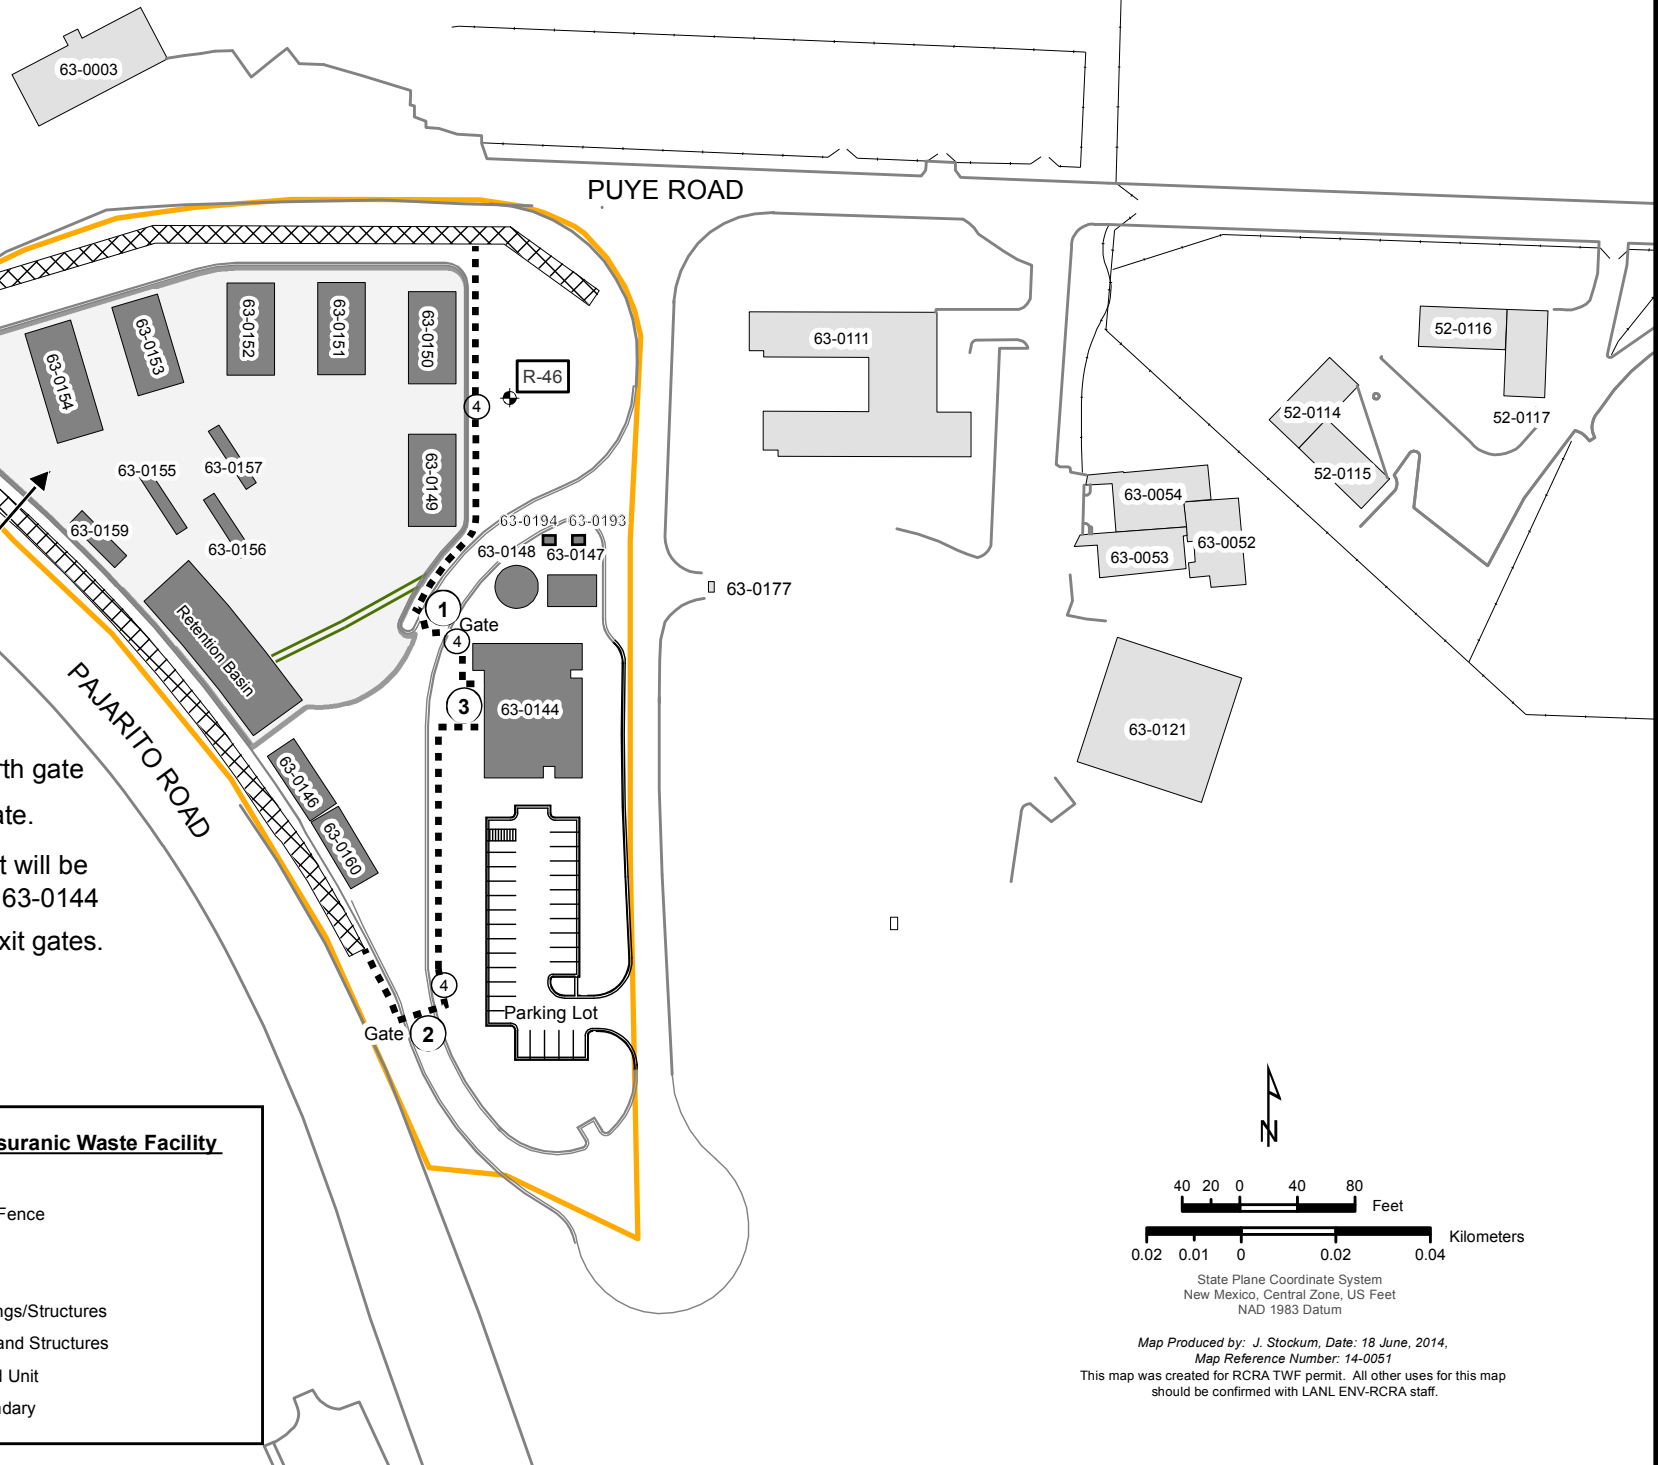 63-0003
PUYE ROAD
63-0154
63-0153
63-0152
63-0151
63-0150
R-46
4
63-0149
63-0155
63-0157
63-0159
63-0156
63-0194
63-0193
63-0148
63-0147
1
Gate
4
Retention Basin
3
63-0144
63-0111
52-0116
52-0114
52-0117
52-0115
63-0054
63-0053
63-0052
63-0177
63-0121
PAJARITO ROAD
63-0146
63-0160
rth gate
ate.
t will be
63-0144
xit gates.
4
Parking Lot
Gate
2
suranic Waste Facility
Fence
ngs/Structures
and Structures
l Unit
ndary
N
40 20 0 40 80
Feet
Kilometers
0.02 0.01 0 0.02 0.04
State Plane Coordinate System
New Mexico, Central Zone, US Feet
NAD 1983 Datum
Map Produced by: J. Stockum, Date: 18 June, 2014,
Map Reference Number: 14-0051
This map was created for RCRA TWF permit. All other uses for this map
should be confirmed with LANL ENV-RCRA staff.